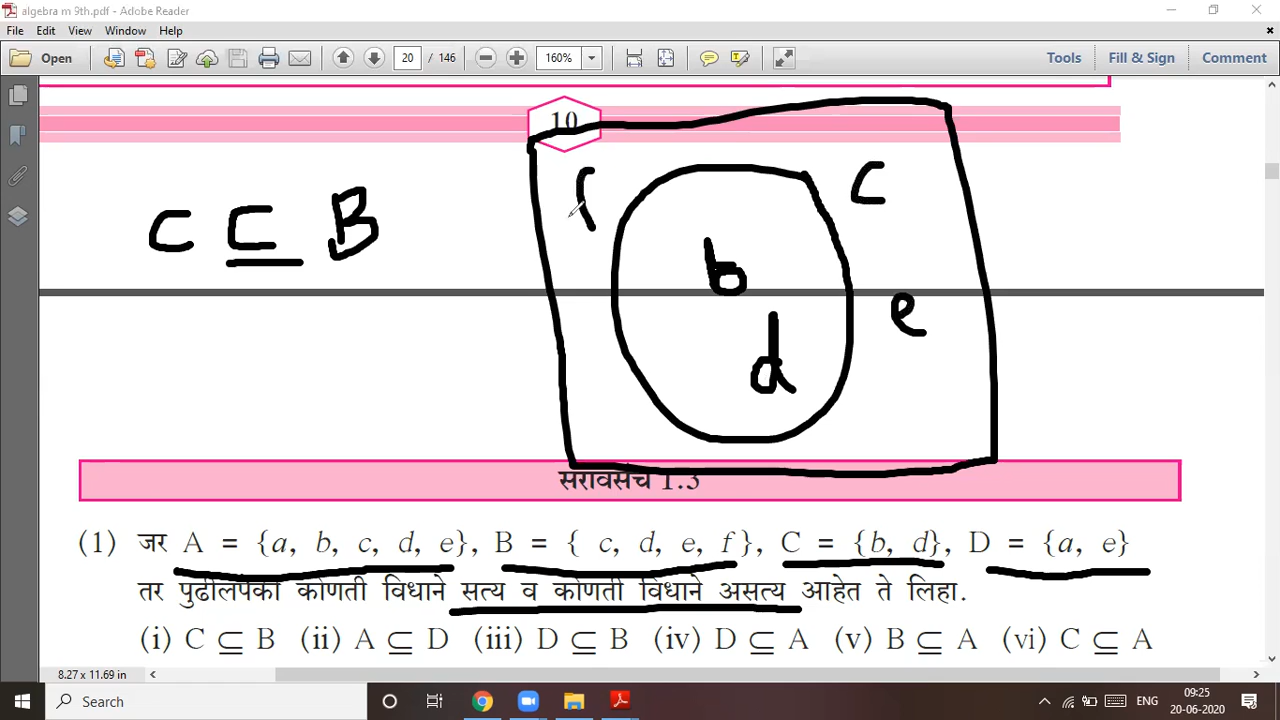 algebra m 9th.pdf - Adobe Reader
File Edit View Window Help
Open 20 / 146 160% Tools Fill & Sign Comment
10
C ⊆ B
c
b
e
d
सरावसंच 1.3
(1) जर A = {a, b, c, d, e}, B = { c, d, e, f }, C = {b, d}, D = {a, e}
तर पुढीलपैकी कोणती विधाने सत्य व कोणती विधाने असत्य आहेत ते लिहा.
(i) C ⊆ B (ii) A ⊆ D (iii) D ⊆ B (iv) D ⊆ A (v) B ⊆ A (vi) C ⊆ A
8.27 x 11.69 in
Search
ENG
09:25
20-06-2020